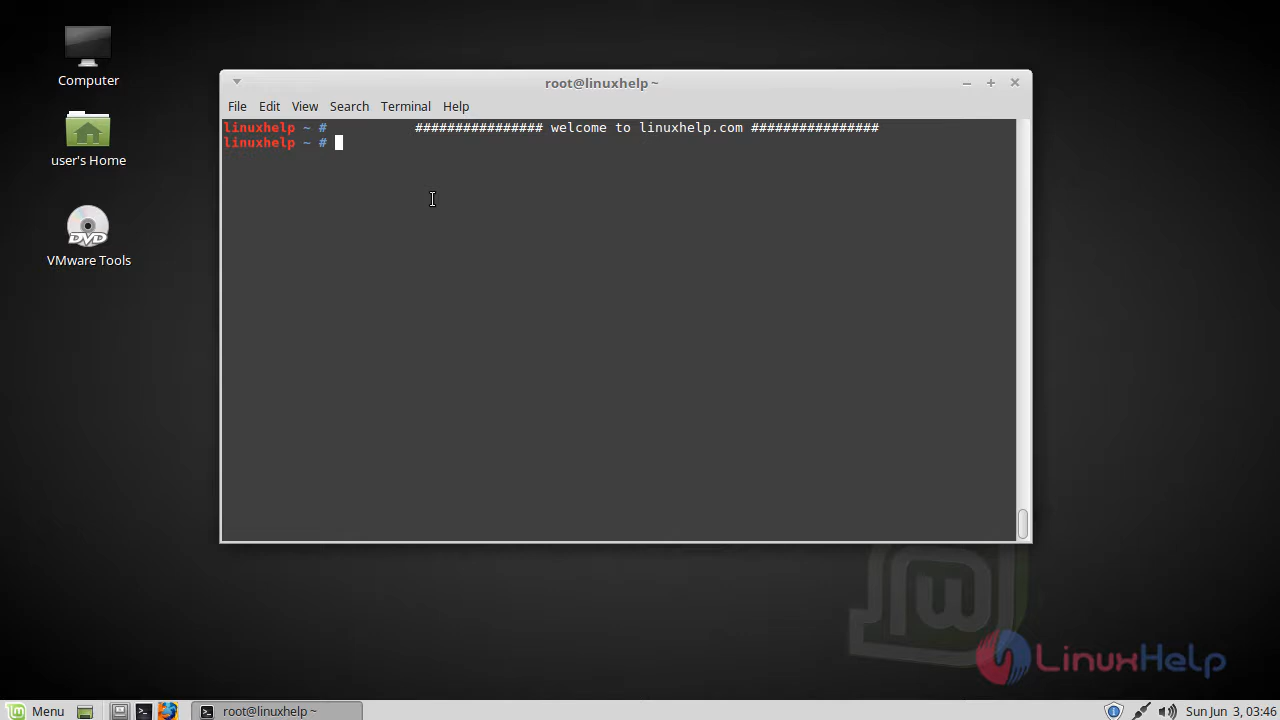 Computer
user's Home
DVD
VMware Tools
root@linuxhelp ~
File Edit View Search Terminal Help
linuxhelp ~ # ################ welcome to linuxhelp.com ################
linuxhelp ~ #
LinuxHelp
Menu
root@linuxhelp ~
Sun Jun 3, 03:46